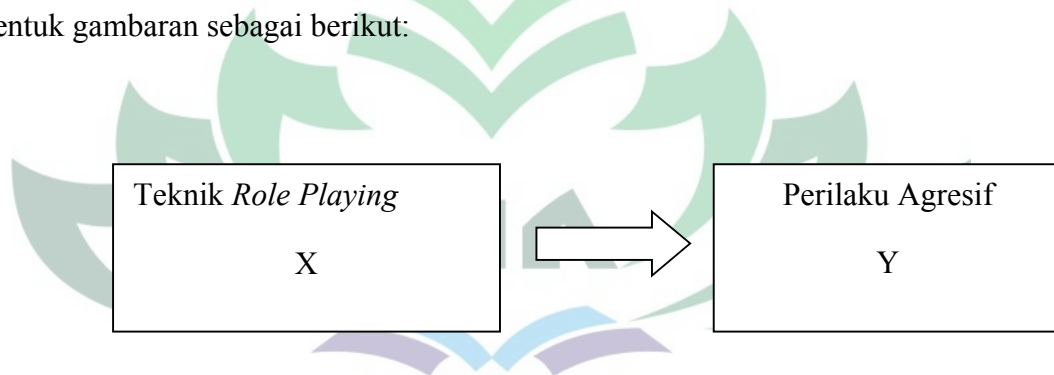 entuk gambaran sebagai berikut:
Teknik Role Playing
X
Perilaku Agresif
Y